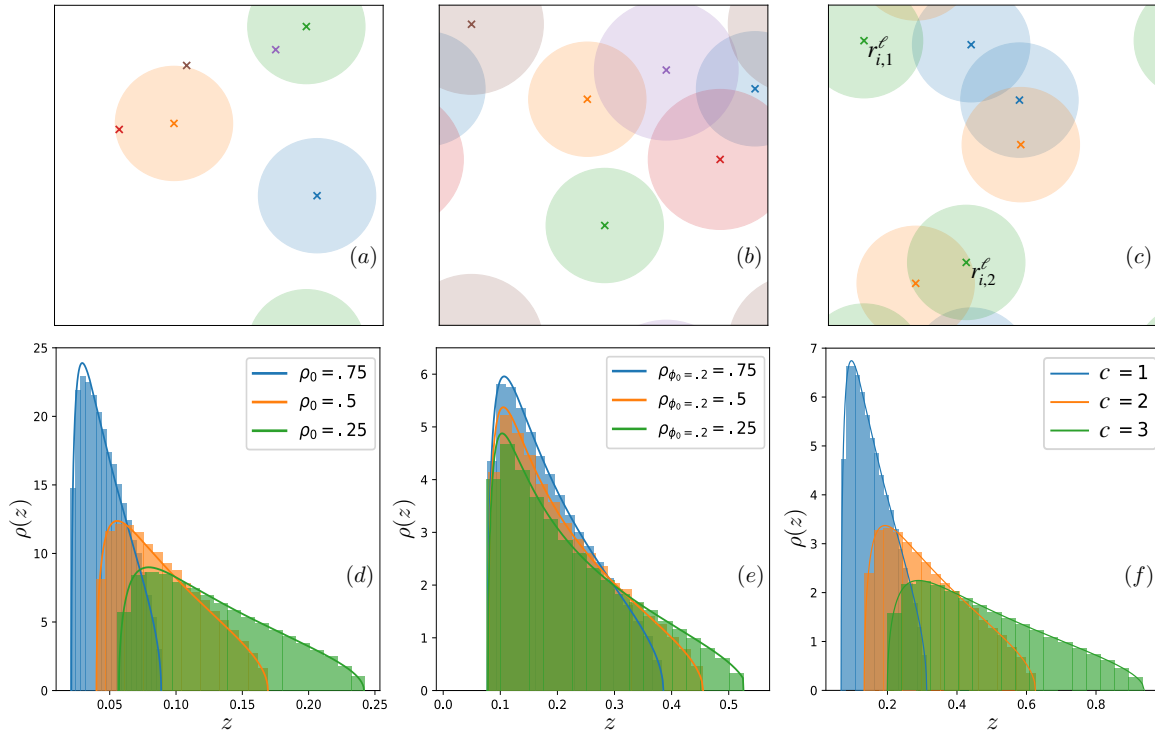 (a)
(b)
r^ℓ_{i,1}
r^ℓ_{i,2}
(c)
25
20
15
10
5
0
ρ(z)
ρ_0 = .75
ρ_0 = .5
ρ_0 = .25
(d)
0.05 0.10 0.15 0.20 0.25
z
6
5
4
3
2
1
0
ρ(z)
ρ_{ϕ_0=.2} = .75
ρ_{ϕ_0=.2} = .5
ρ_{ϕ_0=.2} = .25
(e)
0.0 0.1 0.2 0.3 0.4 0.5
z
7
6
5
4
3
2
1
0
ρ(z)
c = 1
c = 2
c = 3
(f)
0.2 0.4 0.6 0.8
z